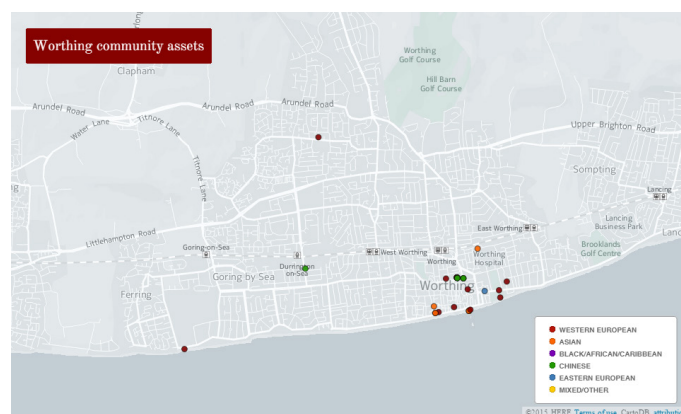 Worthing community assets
Clapham
Worthing
Golf Course
Hill Barn
Golf Course
Arundel Road
Arundel Road
Arundel Road
Water Lane
Titnore Lane
Titnore Lane
Upper Brighton Road
Sompting
Lancing
Lancing
Business Park
Littlehampton Road
Goring-on-Sea
Durrington
on-Sea
West Worthing
Worthing
East Worthing
Worthing
Hospital
Brooklands
Golf Centre
Goring by Sea
Ferring
Worthing
WESTERN EUROPEAN
ASIAN
BLACK/AFRICAN/CARIBBEAN
CHINESE
EASTERN EUROPEAN
MIXED/OTHER
©2015 HERE Terms of use, CartoDB